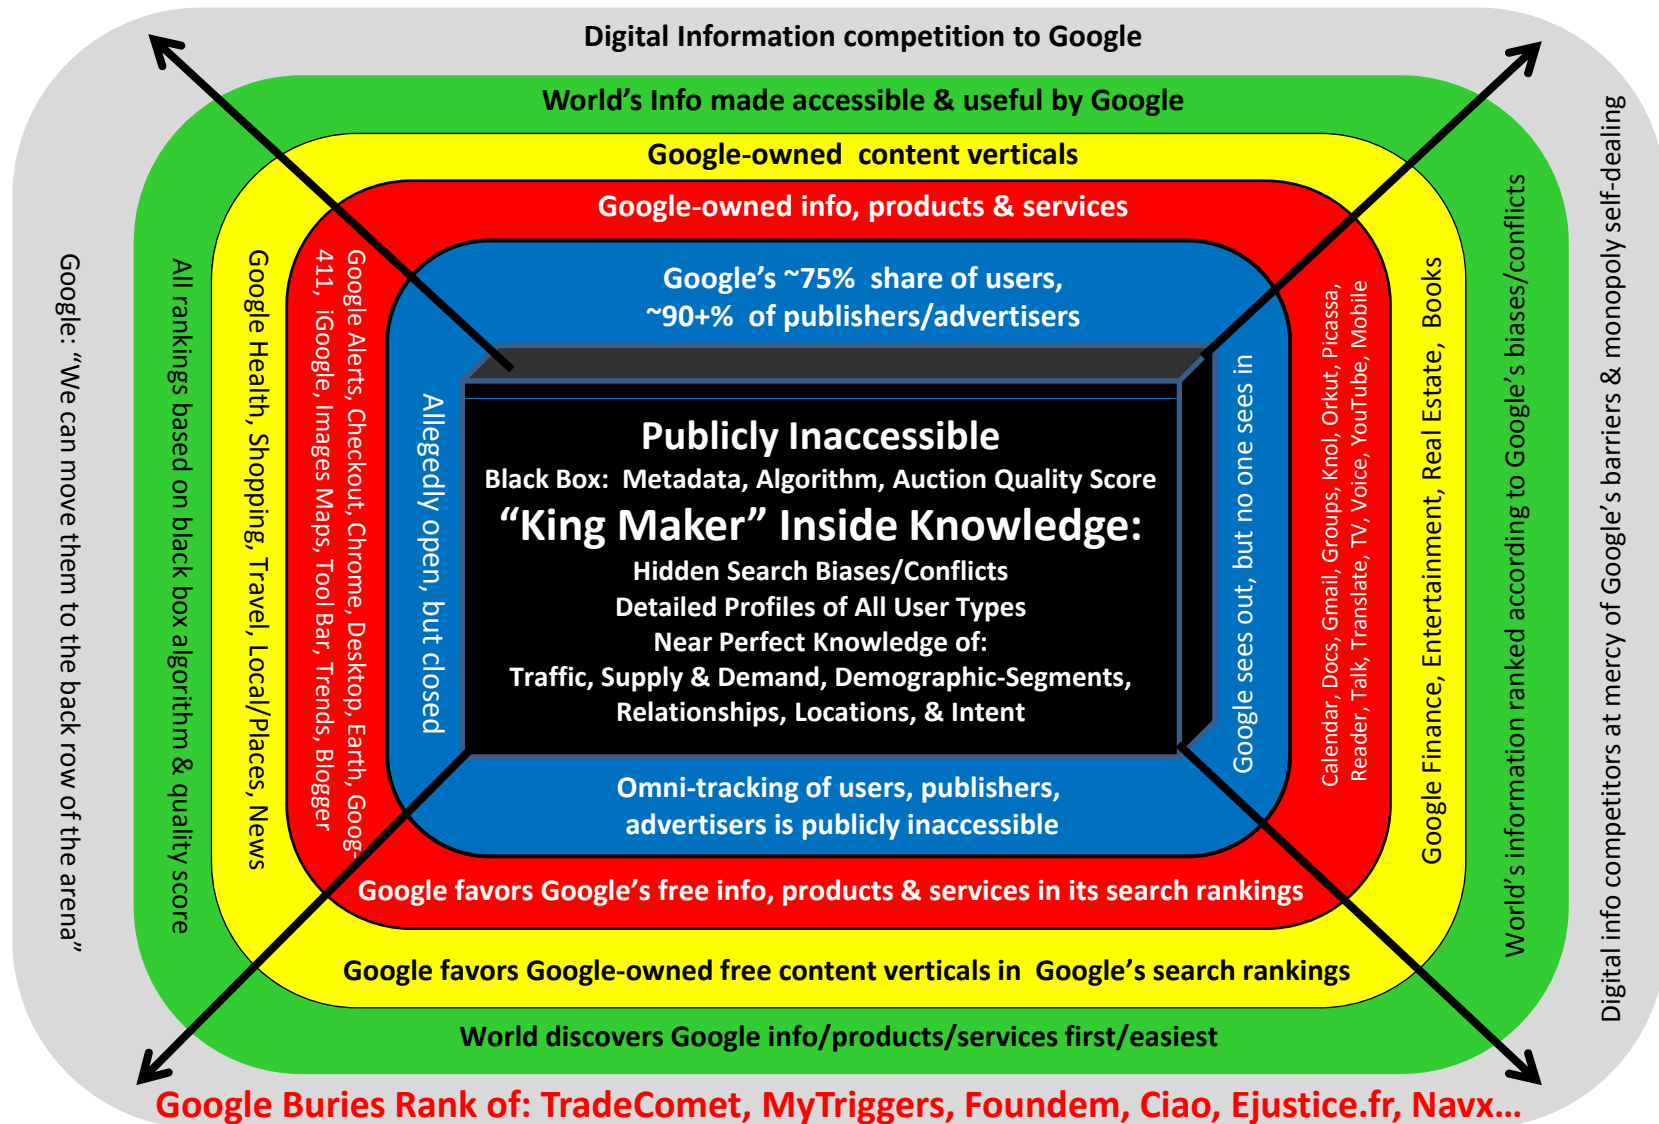 Digital Information competition to Google
World's Info made accessible & useful by Google
Google-owned  content verticals
Google-owned info, products & services
Google's ~75%  share of users,
~90+%  of publishers/advertisers
Google: “We can move them to the back row of the arena”
All rankings based on black box algorithm & quality score
Google Health, Shopping, Travel, Local/Places, News
Google Alerts, Checkout, Chrome, Desktop, Earth, Goog-
411,  iGoogle, Images Maps, Tool Bar, Trends, Blogger
Allegedly open, but closed
Publicly Inaccessible
Black Box:  Metadata, Algorithm, Auction Quality Score
“King Maker” Inside Knowledge:
Hidden Search Biases/Conflicts
Detailed Profiles of All User Types
Near Perfect Knowledge of:
Traffic, Supply & Demand, Demographic-Segments,
Relationships, Locations, & Intent
Google sees out, but no one sees in
Calendar, Docs, Gmail, Groups, Knol, Orkut, Picassa,
Reader, Talk, Translate, TV, Voice, YouTube, Mobile
Google Finance, Entertainment, Real Estate,  Books
World's information ranked according to Google's biases/conflicts
Digital info competitors at mercy of Google's barriers & monopoly self-dealing
Omni-tracking of users, publishers,
advertisers is publicly inaccessible
Google favors Google's free info, products & services in its search rankings
Google favors Google-owned free content verticals in  Google's search rankings
World discovers Google info/products/services first/easiest
Google Buries Rank of: TradeComet, MyTriggers, Foundem, Ciao, Ejustice.fr, Navx…